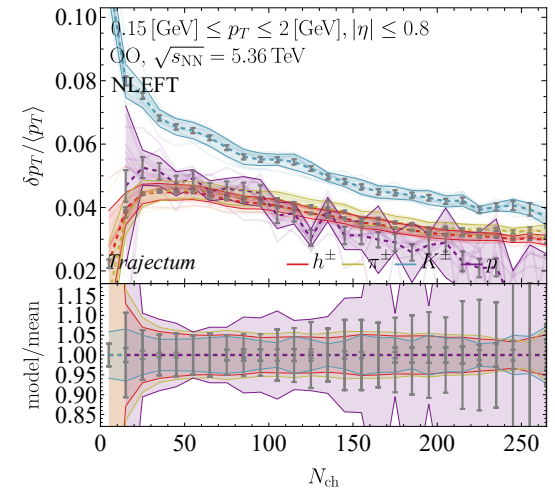 0.15 [GeV] ≤ p_T ≤ 2 [GeV], |η| ≤ 0.8
OO, √s_NN = 5.36 TeV
NLEFT
δp_T/⟨p_T⟩
0.10
0.08
0.06
0.04
0.02
Trajectum
h^±
π^±
K^±
p
model/mean
1.15
1.10
1.05
1.00
0.95
0.90
0.85
0 50 100 150 200 250
N_ch